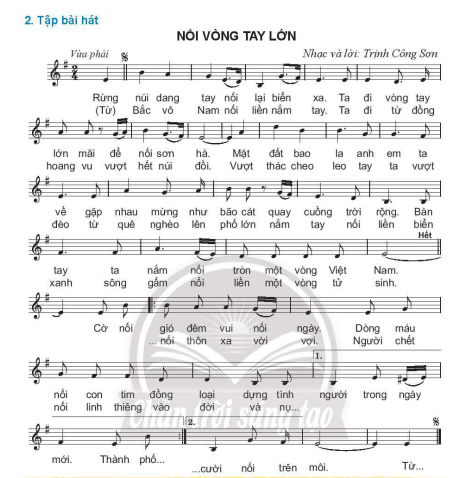 2. Tập bài hát
NỐI VÒNG TAY LỚN
Vừa phải
Nhạc và lời: Trịnh Công Sơn
Rừng núi dang tay nối lại biển xa. Ta đi vòng tay
(Từ) Bắc vô Nam nối liền nắm tay. Ta đi từ đồng
lớn mãi để nối sơn hà. Mặt đất bao la anh em ta
hoang vu vượt hết núi đồi. Vượt thác cheo leo tay ta vượt
về gặp nhau mừng như bão cát quay cuồng trời rộng. Bàn
đèo từ quê nghèo lên phố lớn nắm tay nối liền biển
Hết
tay ta nắm nối tròn một vòng Việt Nam.
xanh sông gấm nối liền một vòng tử sinh.
Cờ nối gió đêm vui nối ngày. Dòng máu
...nối thôn xa vời vợi. Người chết
1.
nối con tim đồng loại dựng tình người trong ngày
nối linh thiêng vào đời và nụ...
2.
mới. Thành phố...
...cười nối trên môi. Từ...
Chân trời sáng tạo